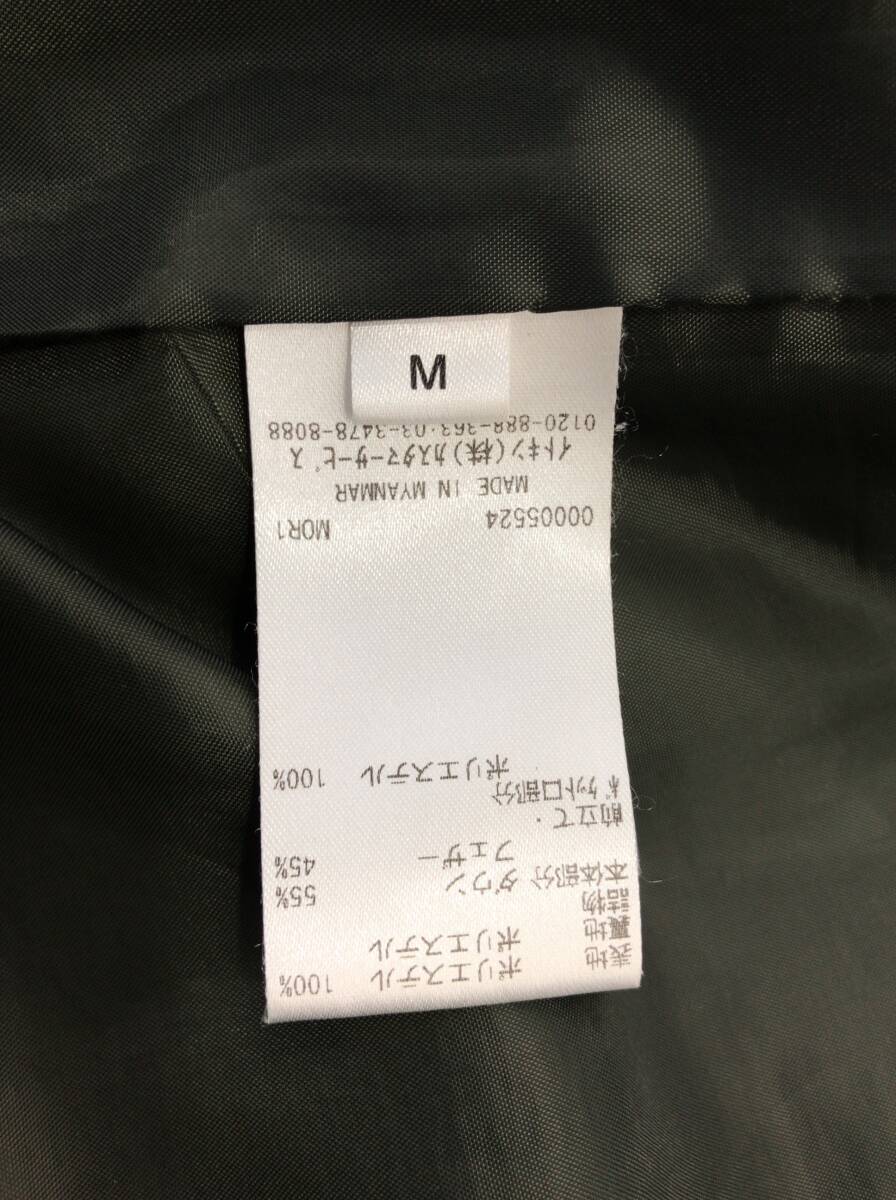 表地 ポリエステル 100%
裏地 ポリエステル
詰物
本体部分 ダウン 55%
フェザー 45%
前立て・
ポケット口部分
ポリエステル 100%
00005524 MOR1
MADE IN MYANMAR
イトキン(株)カスタマーサービス
0120-888-363・03-3478-8088
M